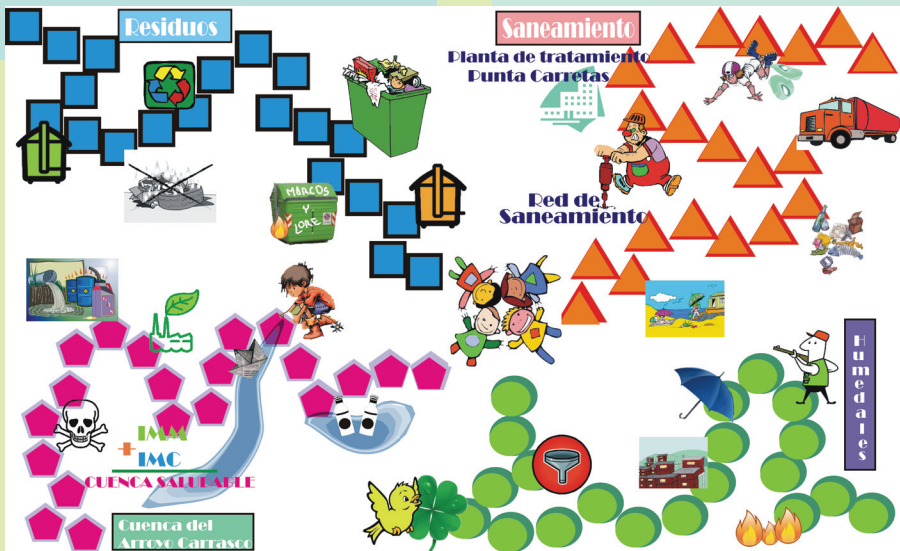 Residuos
Saneamiento
Planta de tratamiento
Punta Carretas
MARCOS
Y
LORE
Red de
Saneamiento
Humedales
IMM
+
IMC
CUENCA SALUDABLE
Cuenca del
Arroyo Carrasco